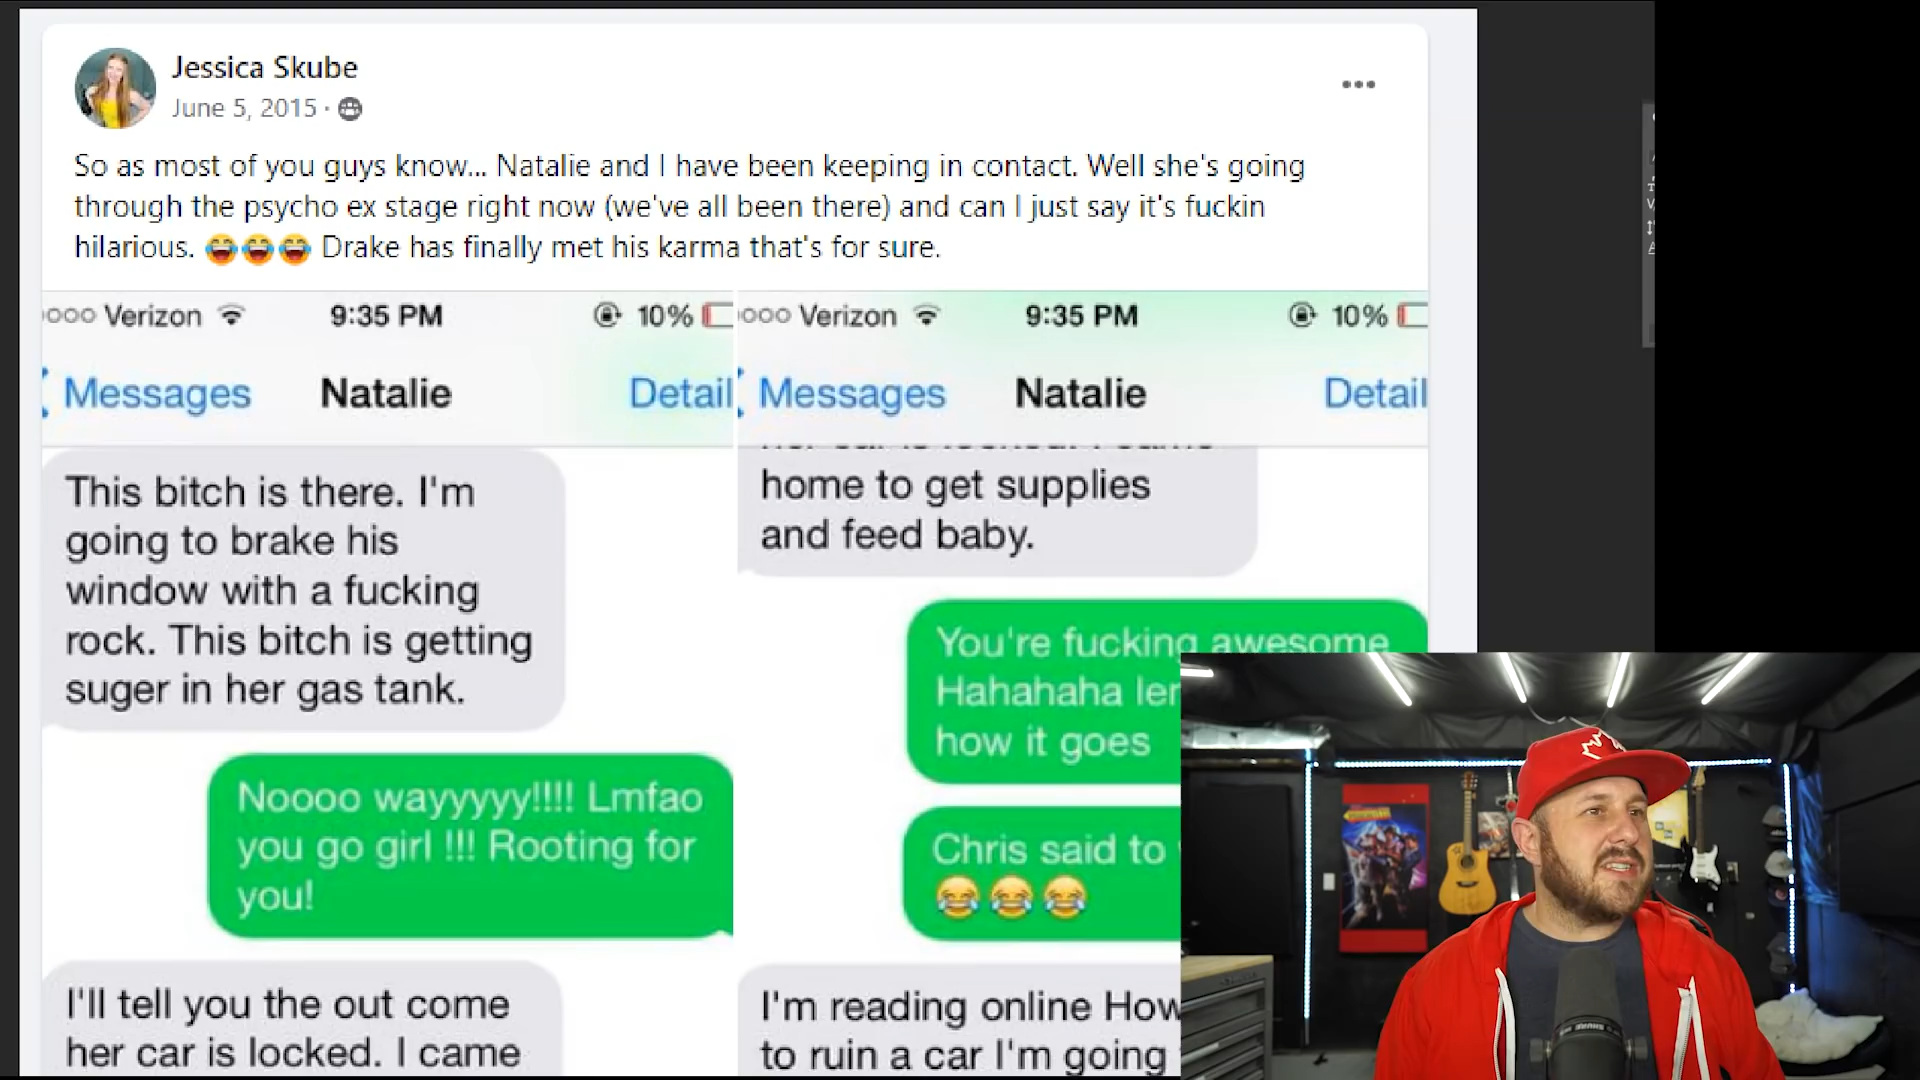 Jessica Skube
June 5, 2015 ·
So as most of you guys know... Natalie and I have been keeping in contact. Well she's going
through the psycho ex stage right now (we've all been there) and can I just say it's fuckin
hilarious. 😂😂😂 Drake has finally met his karma that's for sure.
Verizon 9:35 PM 10%
Messages Natalie Detail
This bitch is there. I'm
going to brake his
window with a fucking
rock. This bitch is getting
suger in her gas tank.
Noooo wayyyyy!!!! Lmfao
you go girl !!! Rooting for
you!
I'll tell you the out come
her car is locked. I came
Verizon 9:35 PM 10%
Messages Natalie Detail
home to get supplies
and feed baby.
You're fucking awesome
Hahahaha
how it goes
Chris said to
😂😂😂
I'm reading online How
to ruin a car I'm going